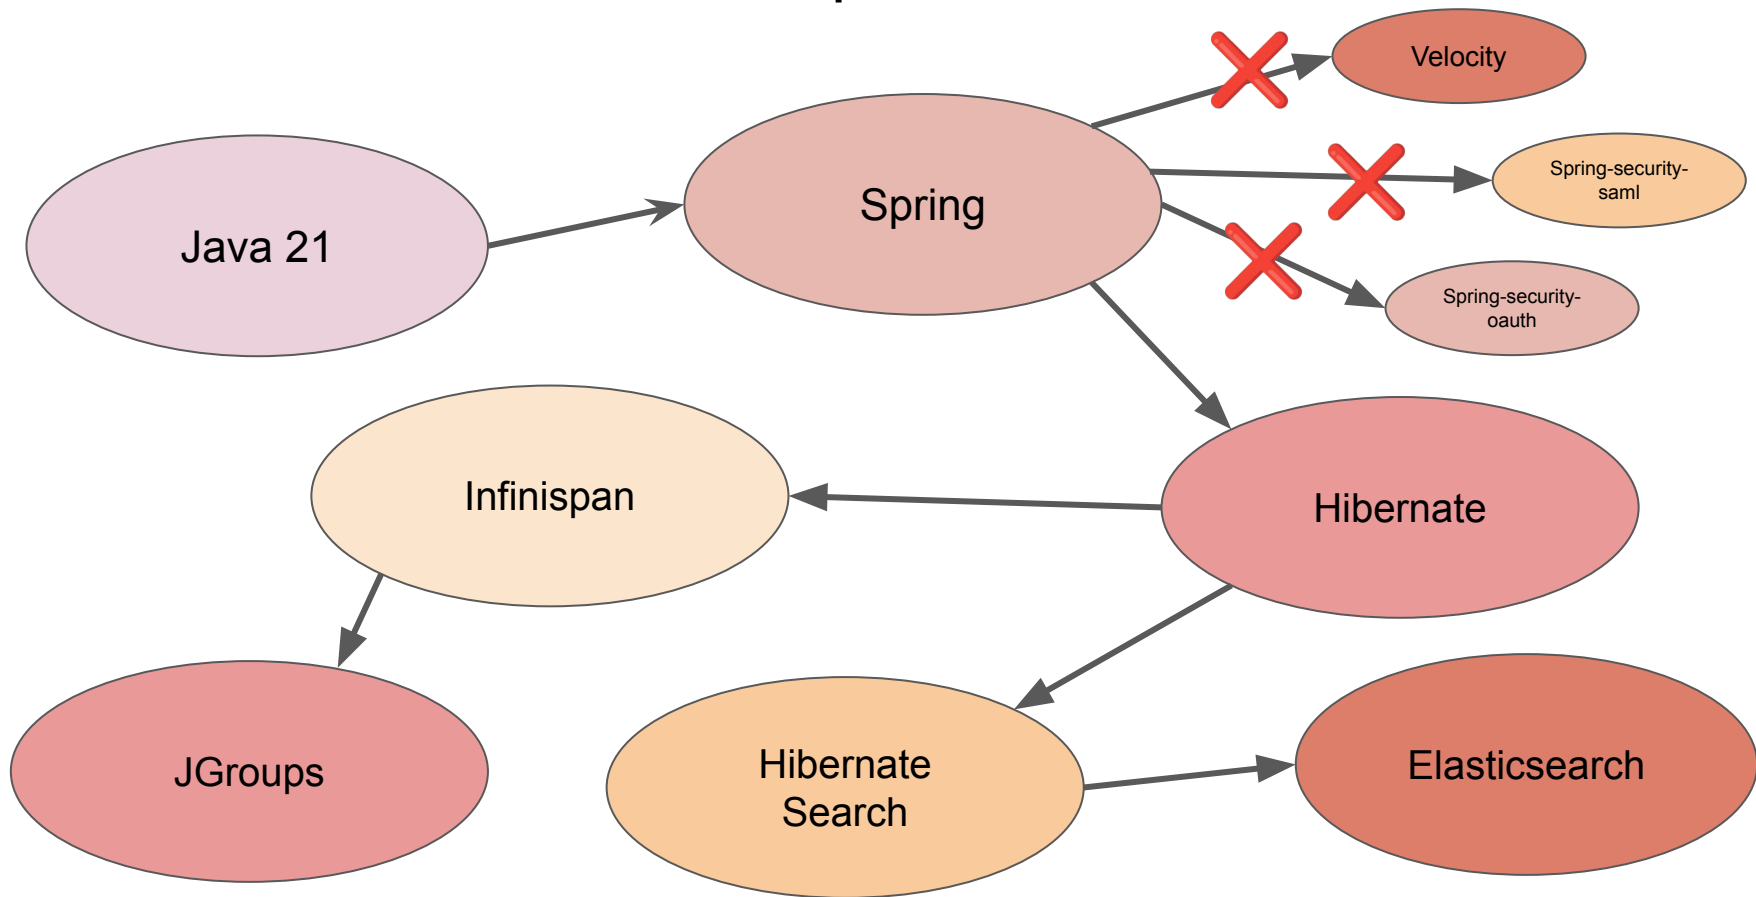 Velocity
Spring-security-
saml
Spring
Java 21
Spring-security-
oauth
Infinispan
Hibernate
JGroups
Hibernate
Search
Elasticsearch